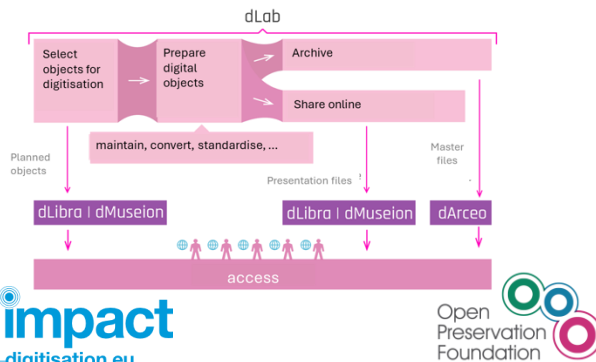 dLab
Select
objects for
digitisation
Prepare
digital
objects
Archive
Share online
maintain, convert, standardise, ...
Planned
objects
Presentation files
Master
files
dLibra | dMuseion
dLibra | dMuseion
dArceo
access
impact
digitisation.eu
Open
Preservation
Foundation